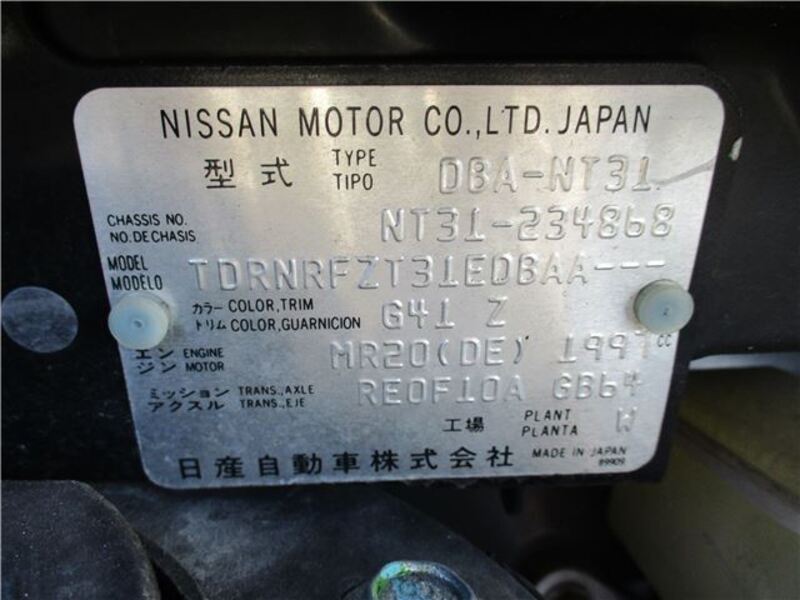 NISSAN MOTOR CO.,LTD. JAPAN
型式 TYPE TIPO DBA-NT31
CHASSIS NO.
NO. DE CHASIS NT31-234868
MODEL
MODELO TDRNRFZT31EDBAA---
カラー COLOR,TRIM
トリム COLOR,GUARNICION G41 Z
エン ENGINE
ジン MOTOR MR20(DE) 1997 CC
ミッション TRANS.,AXLE
アクスル TRANS.,EJE RE0F10A GB64
工場 PLANT PLANTA W
日産自動車株式会社 MADE IN JAPAN
89909